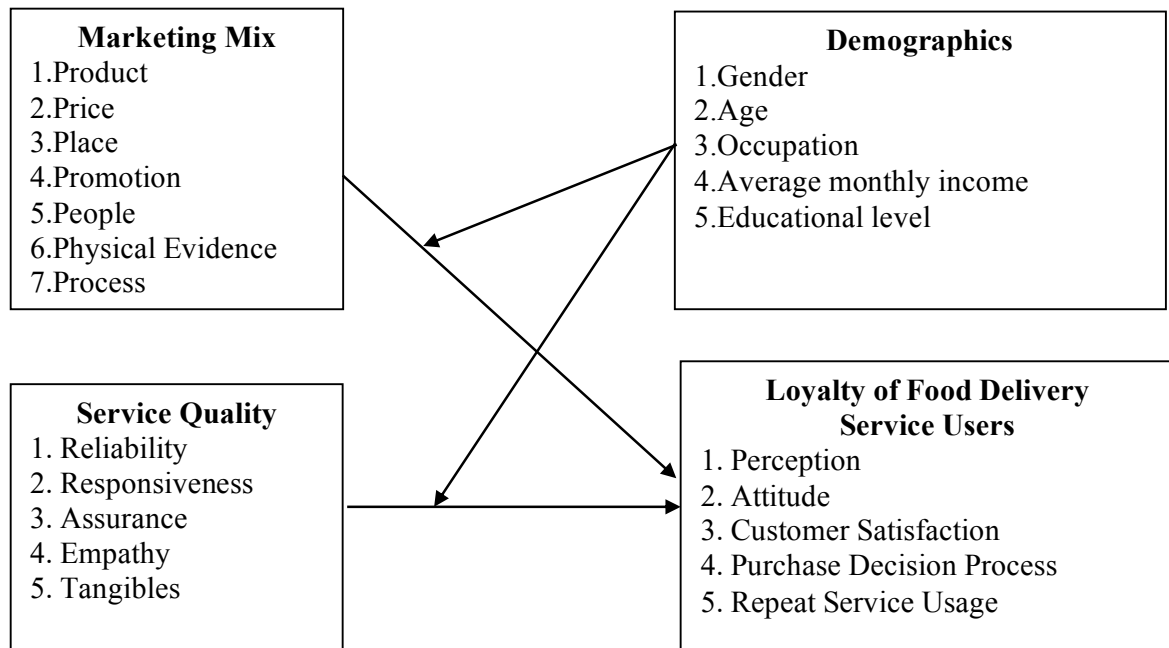 Marketing Mix
1.Product
2.Price
3.Place
4.Promotion
5.People
6.Physical Evidence
7.Process
Demographics
1.Gender
2.Age
3.Occupation
4.Average monthly income
5.Educational level
Service Quality
1. Reliability
2. Responsiveness
3. Assurance
4. Empathy
5. Tangibles
Loyalty of Food Delivery
Service Users
1. Perception
2. Attitude
3. Customer Satisfaction
4. Purchase Decision Process
5. Repeat Service Usage